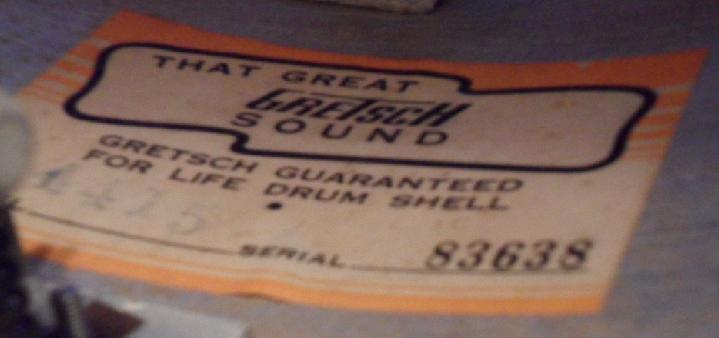 THAT GREAT
GRETSCH
SOUND
GRETSCH GUARANTEED
FOR LIFE DRUM SHELL
SERIAL 83638